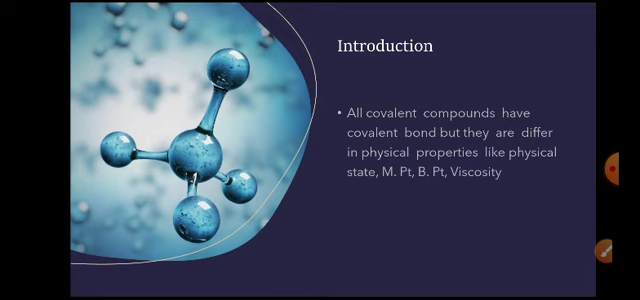 Introduction
• All covalent compounds have
covalent bond but they are differ
in physical properties like physical
state, M. Pt, B. Pt, Viscosity